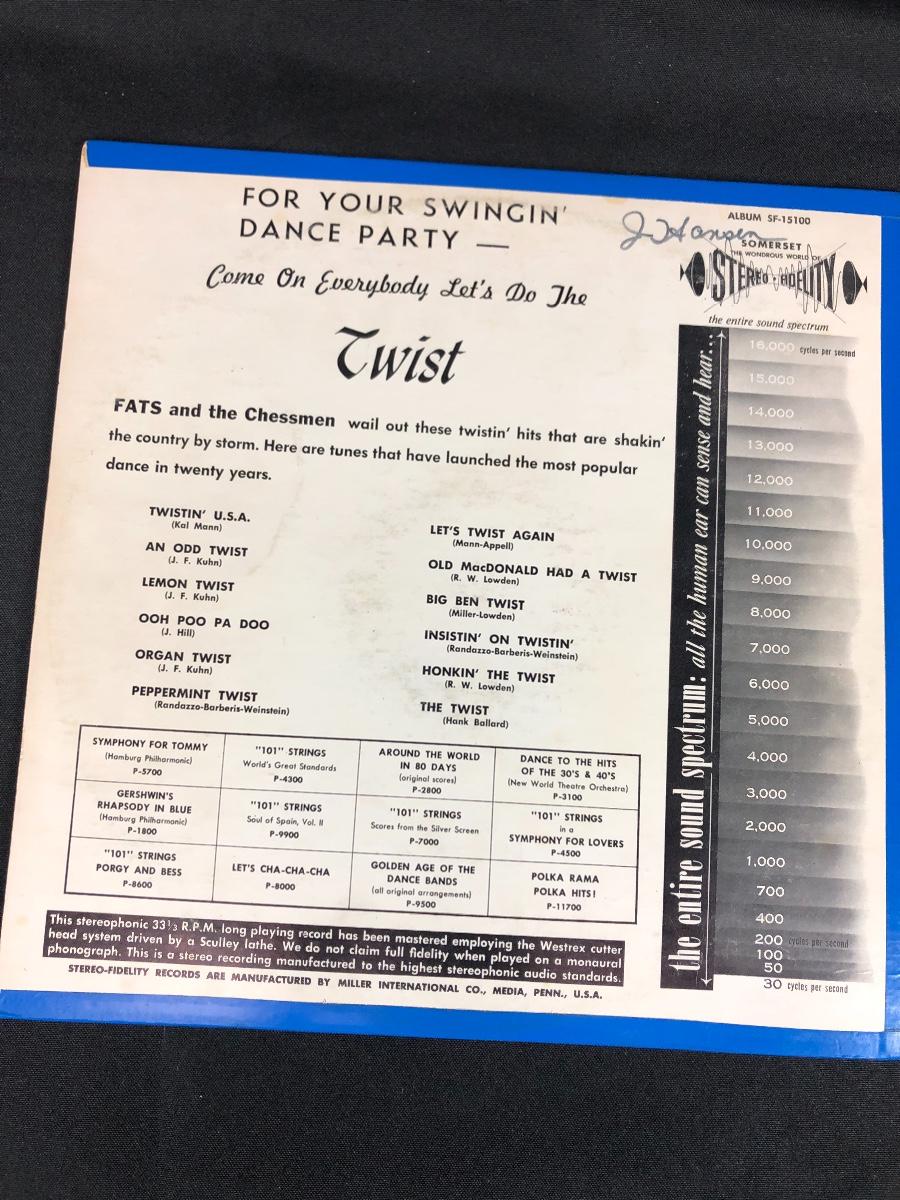 FOR YOUR SWINGIN'
DANCE PARTY —
Come On Everybody Let's Do The
Twist
FATS and the Chessmen wail out these twistin' hits that are shakin'
the country by storm. Here are tunes that have launched the most popular
dance in twenty years.
TWISTIN' U.S.A.
(Kal Mann)
AN ODD TWIST
(J. F. Kuhn)
LEMON TWIST
(J. F. Kuhn)
OOH POO PA DOO
(J. Hill)
ORGAN TWIST
(J. F. Kuhn)
PEPPERMINT TWIST
(Randazzo-Barberis-Weinstein)
LET'S TWIST AGAIN
(Mann-Appell)
OLD MacDONALD HAD A TWIST
(R. W. Lowden)
BIG BEN TWIST
(Miller-Lowden)
INSISTIN' ON TWISTIN'
(Randazzo-Barberis-Weinstein)
HONKIN' THE TWIST
(R. W. Lowden)
THE TWIST
(Hank Ballard)
SYMPHONY FOR TOMMY
(Hamburg Philharmonic)
P-5700
"101" STRINGS
World's Great Standards
P-4300
AROUND THE WORLD
IN 80 DAYS
(original scores)
P-2800
DANCE TO THE HITS
OF THE 30'S & 40'S
(New World Theatre Orchestra)
P-3100
GERSHWIN'S
RHAPSODY IN BLUE
(Hamburg Philharmonic)
P-1800
"101" STRINGS
Soul of Spain, Vol. II
P-9900
"101" STRINGS
Scores from the Silver Screen
P-7000
"101" STRINGS
in a
SYMPHONY FOR LOVERS
P-4500
"101" STRINGS
PORGY AND BESS
P-8600
LET'S CHA-CHA-CHA
P-8000
GOLDEN AGE OF THE
DANCE BANDS
(all original arrangements)
P-9500
POLKA RAMA
POLKA HITS!
P-11700
This stereophonic 33⅓ R.P.M. long playing record has been mastered employing the Westrex cutter
head system driven by a Sculley lathe. We do not claim full fidelity when played on a monaural
phonograph. This is a stereo recording manufactured to the highest stereophonic audio standards.
STEREO-FIDELITY RECORDS ARE MANUFACTURED BY MILLER INTERNATIONAL CO., MEDIA, PENN., U.S.A.
J Hansen
ALBUM SF-15100
SOMERSET
THE WONDROUS WORLD OF
STEREO-FIDELITY
the entire sound spectrum
the entire sound spectrum: all the human ear can sense and hear...
16,000 cycles per second
15,000
14,000
13,000
12,000
11,000
10,000
9,000
8,000
7,000
6,000
5,000
4,000
3,000
2,000
1,000
700
400
200 cycles per second
100
50
30 cycles per second